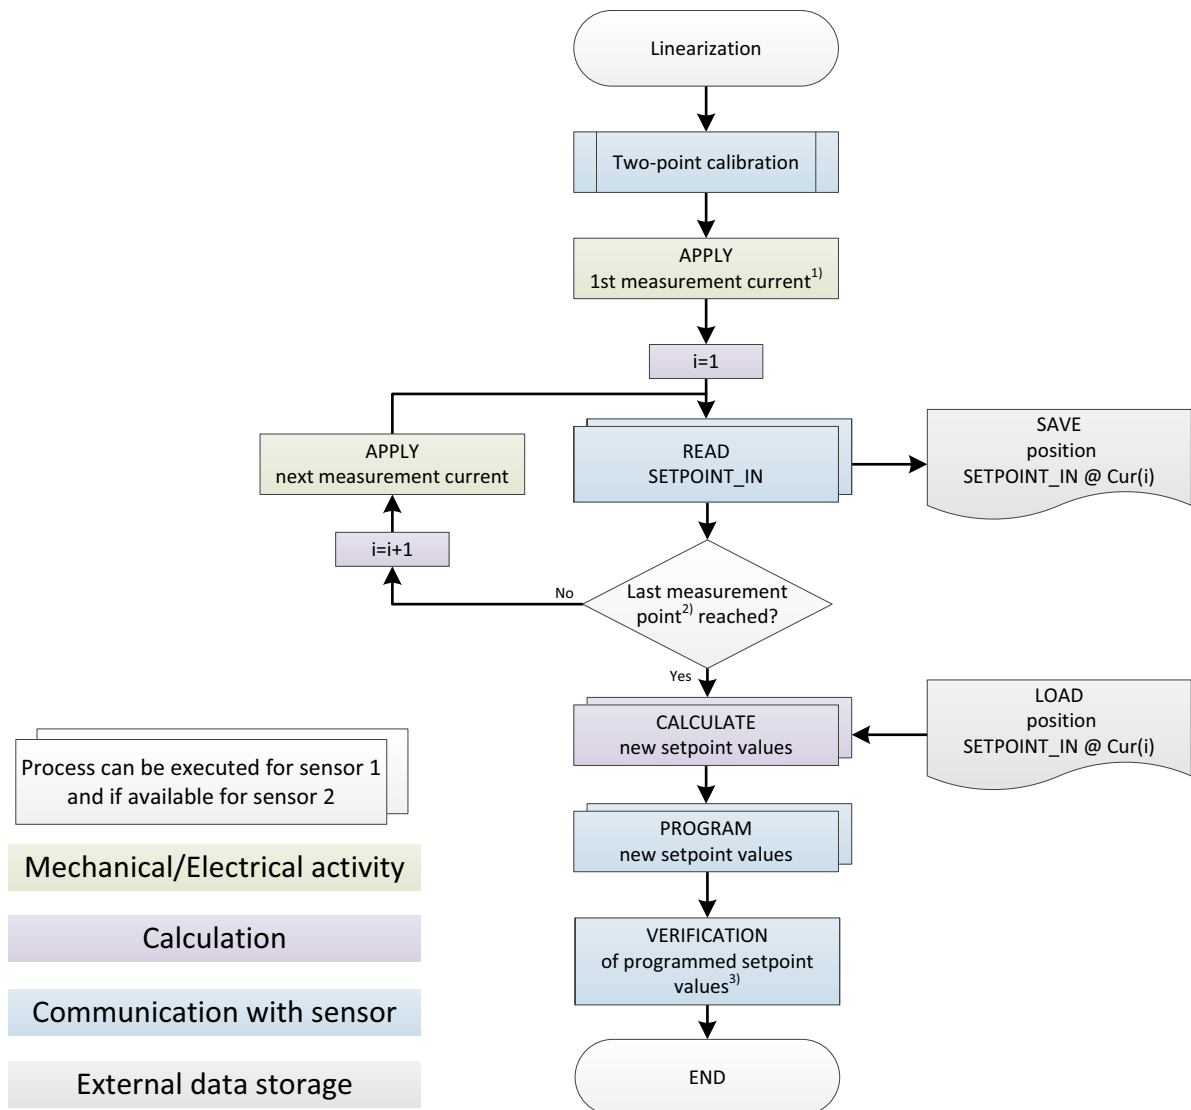 Linearization
Two-point calibration
APPLY
1st measurement current1)
i=1
APPLY
next measurement current
READ
SETPOINT_IN
SAVE
position
SETPOINT_IN @ Cur(i)
i=i+1
No
Last measurement
point2) reached?
Yes
CALCULATE
new setpoint values
LOAD
position
SETPOINT_IN @ Cur(i)
Process can be executed for sensor 1
and if available for sensor 2
PROGRAM
new setpoint values
Mechanical/Electrical activity
Calculation
VERIFICATION
of programmed setpoint
values3)
Communication with sensor
External data storage
END